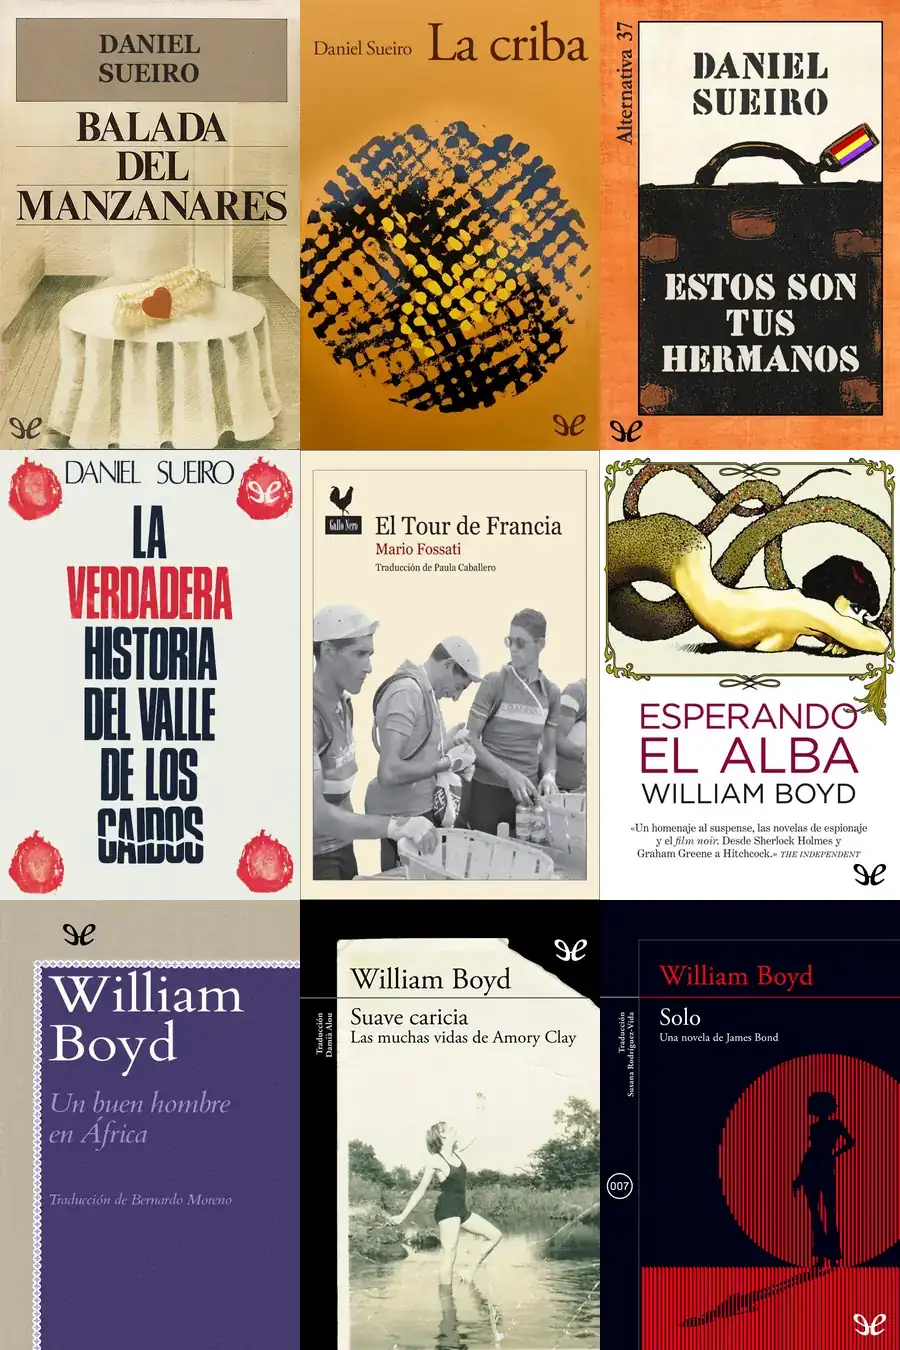 DANIEL
SUEIRO
BALADA
DEL
MANZANARES
Daniel Sueiro
La criba
Alternativa 37
DANIEL
SUEIRO
ESTOS SON
TUS
HERMANOS
DANIEL SUEIRO
LA
VERDADERA
HISTORIA
DEL VALLE
DE LOS
CAIDOS
Gallo Nero
El Tour de Francia
Mario Fossati
Traducción de Paula Caballero
ESPERANDO
EL ALBA
WILLIAM BOYD
«Un homenaje al suspense, las novelas de espionaje
y el film noir. Desde Sherlock Holmes y
Graham Greene a Hitchcock.» THE INDEPENDENT
William
Boyd
Un buen hombre
en África
Traducción de Bernardo Moreno
William Boyd
Traducción
Damià Alou
Suave caricia
Las muchas vidas de Amory Clay
William Boyd
Traducción
Susana Rodríguez-Vida
Solo
Una novela de James Bond
007